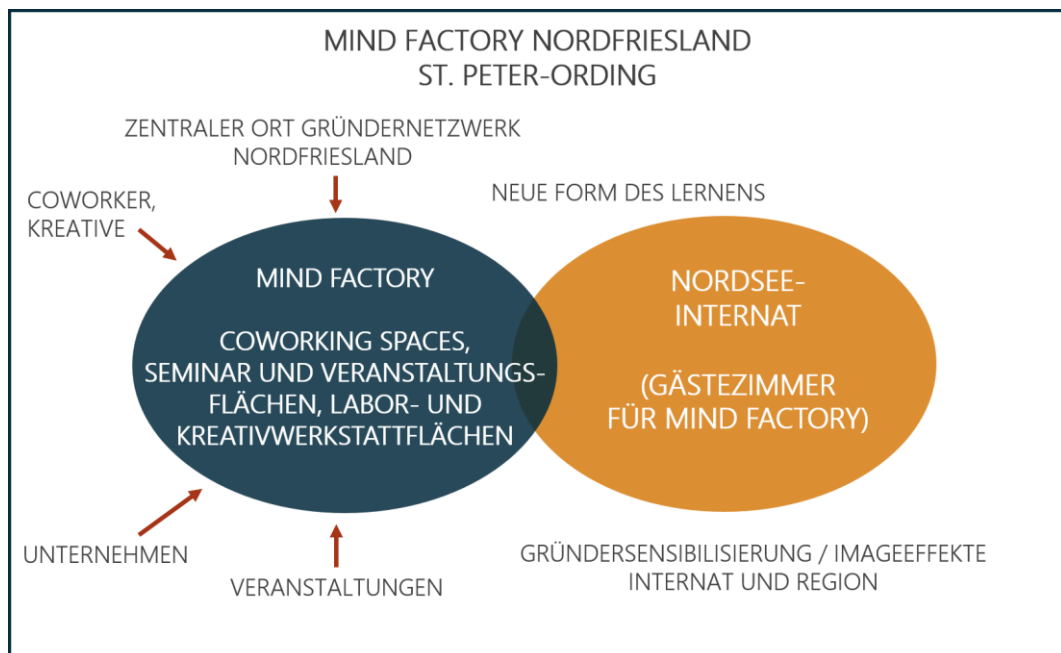 MIND FACTORY NORDFRIESLAND
ST. PETER-ORDING
ZENTRALER ORT GRÜNDERNETZWERK
NORDFRIESLAND
COWORKER,
KREATIVE
NEUE FORM DES LERNENS
MIND FACTORY
COWORKING SPACES,
SEMINAR UND VERANSTALTUNGS-
FLÄCHEN, LABOR- UND
KREATIVWERKSTATTFLÄCHEN
NORDSEE-
INTERNAT
(GÄSTEZIMMER
FÜR MIND FACTORY)
UNTERNEHMEN
VERANSTALTUNGEN
GRÜNDERSENSIBILISIERUNG / IMAGEEFFEKTE
INTERNAT UND REGION